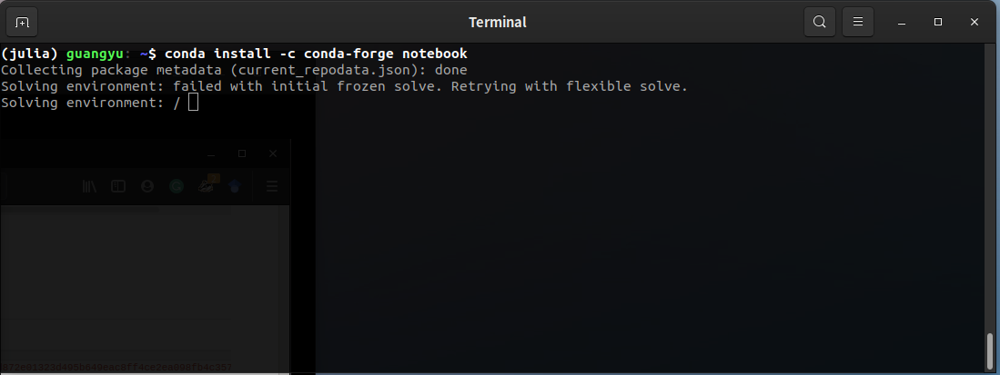 Terminal
(julia) guangyu: ~$ conda install -c conda-forge notebook
Collecting package metadata (current_repodata.json): done
Solving environment: failed with initial frozen solve. Retrying with flexible solve.
Solving environment: /